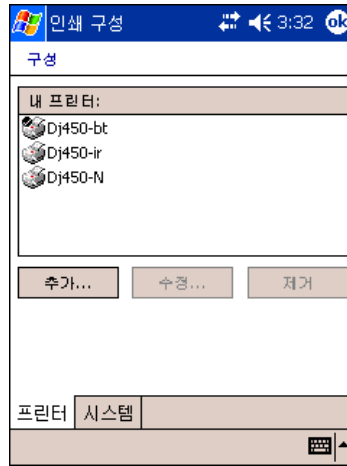 인쇄 구성 3:32 ok
구성
내 프린터:
Dj450-bt
Dj450-ir
Dj450-N
추가... 수정... 제거
프린터 시스템